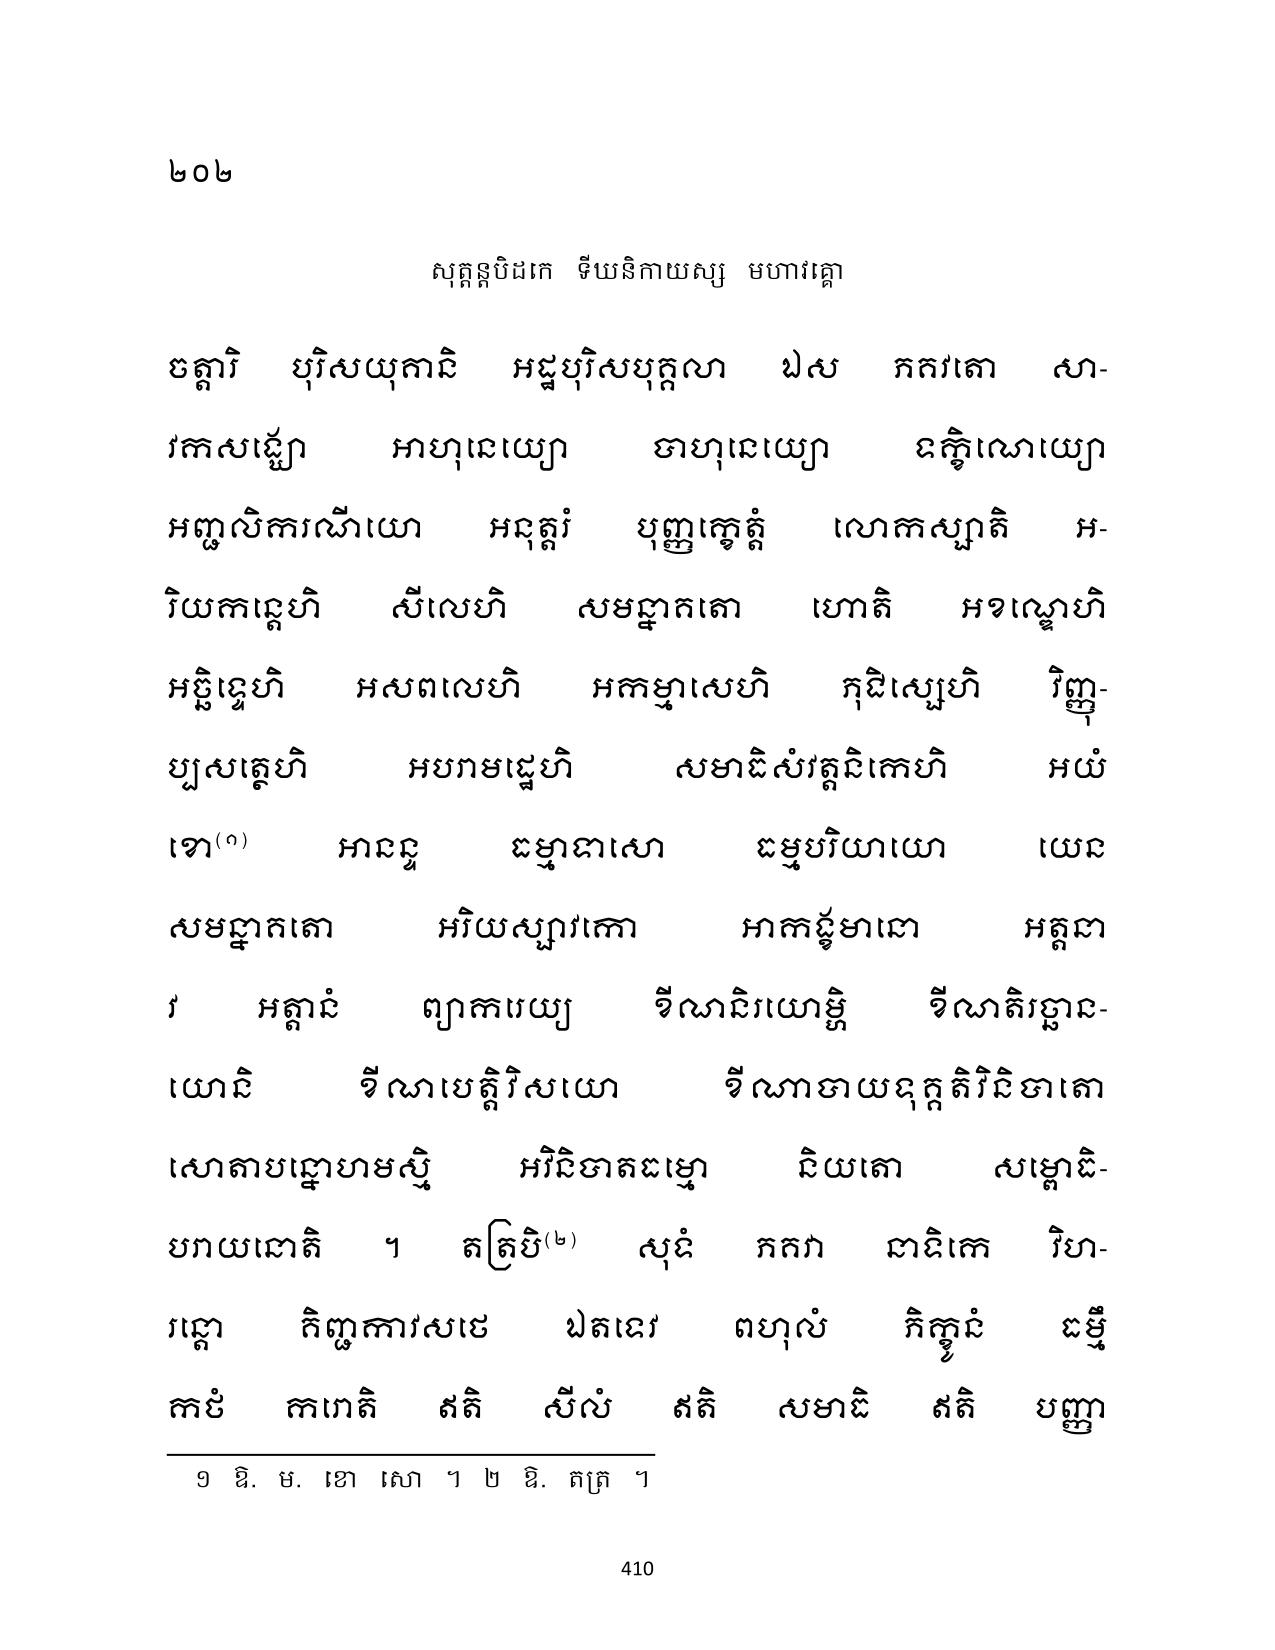 ២០២
សុត្តន្តបិដកេ ទីឃនិកាយស្ស មហាវគ្គោ
ចត្តារិ បុរិសយុគានិ អដ្ឋបុរិសបុគ្គលា ឯស ភគវតោ សា-
វកសង្ឃោ អាហុនេយ្យោ បាហុនេយ្យោ ទក្ខិណេយ្យោ
អញ្ជលិករណីយោ អនុត្តរំ បុញ្ញក្ខេត្តំ លោកស្សាតិ អ-
រិយកន្តេហិ សីលេហិ សមន្នាគតោ ហោតិ អខណ្ឌេហិ
អច្ឆិទ្ទេហិ អសពលេហិ អកម្មាសេហិ ភុជិស្សេហិ វិញ្ញុ-
ប្បសត្ថេហិ អបរាមដ្ឋេហិ សមាធិសំវត្តនិកេហិ អយំ
ខោ(១) អានន្ទ ធម្មាទាសោ ធម្មបរិយាយោ យេន
សមន្នាគតោ អរិយស្សាវកោ អាកង្ខមានោ អត្តនា
វ អត្តានំ ព្យាករេយ្យ ខីណនិរយោម្ហិ ខីណតិរច្ឆាន-
យោនិ ខីណបេត្តិវិសយោ ខីណាបាយទុគ្គតិវិនិបាតោ
សោតាបន្នោហមស្មិ អវិនិបាតធម្មោ និយតោ សម្ពោធិ-
បរាយនោតិ ។ តត្របិ(២) សុទំ ភគវា នាទិកេ វិហ-
រន្តោ គិញ្ជកាវសថេ ឯតទេវ ពហុលំ ភិក្ខូនំ ធម្មឹ
កថំ ករោតិ ឥតិ សីលំ ឥតិ សមាធិ ឥតិ បញ្ញា
១ ឱ. ម. ខោ សោ ។ ២ ឱ. តត្រ ។
410